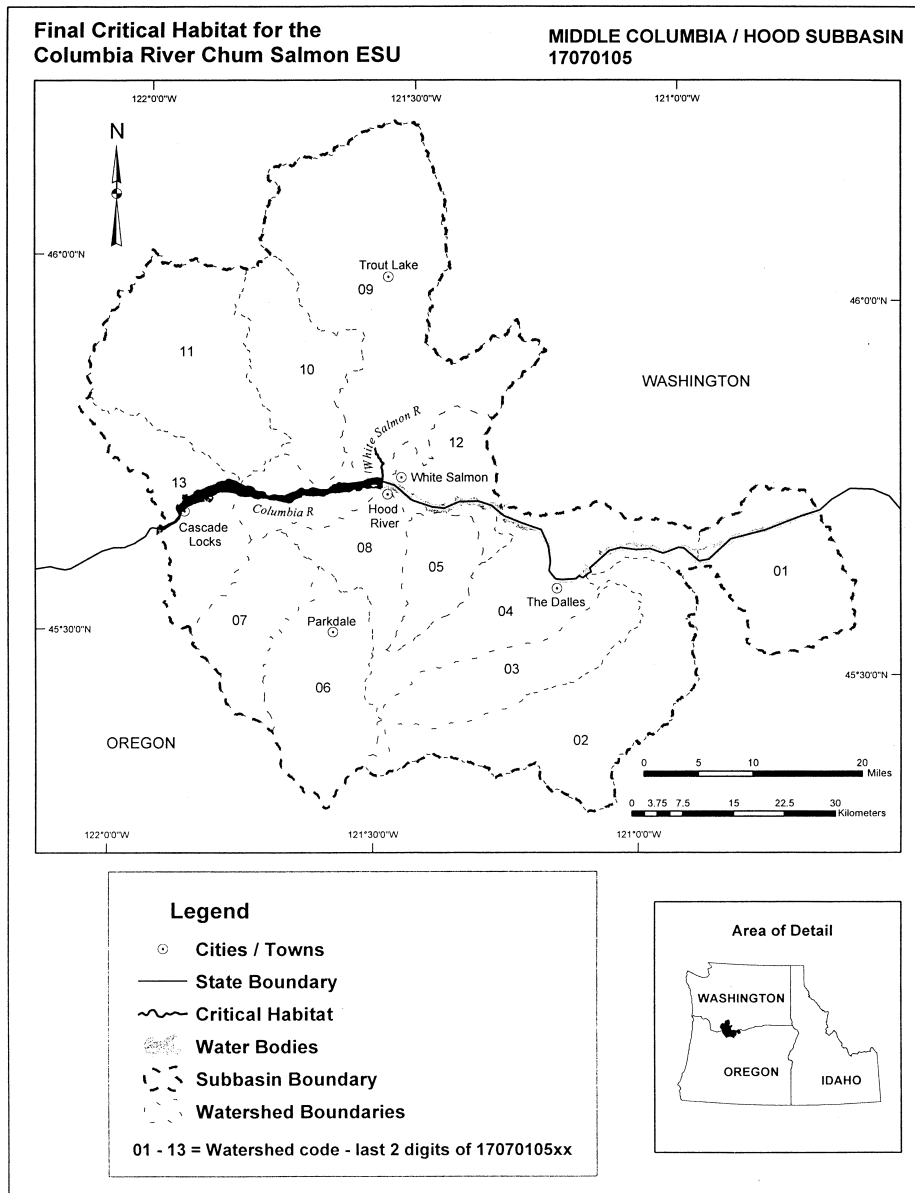 Final Critical Habitat for the
Columbia River Chum Salmon ESU
MIDDLE COLUMBIA / HOOD SUBBASIN
17070105
122°0'0"W
121°30'0"W
121°0'0"W
N
46°0'0"N
46°0'0"N
Trout Lake
09
11
10
WASHINGTON
White Salmon R
12
White Salmon
13
Columbia R
Hood
River
Cascade
Locks
08
05
01
The Dalles
04
07
Parkdale
45°30'0"N
03
45°30'0"N
06
OREGON
02
0 5 10 20
Miles
0 3.75 7.5 15 22.5 30
Kilometers
122°0'0"W
121°30'0"W
121°0'0"W
Legend
Cities / Towns
State Boundary
Critical Habitat
Water Bodies
Subbasin Boundary
Watershed Boundaries
01 - 13 = Watershed code - last 2 digits of 17070105xx
Area of Detail
WASHINGTON
OREGON
IDAHO